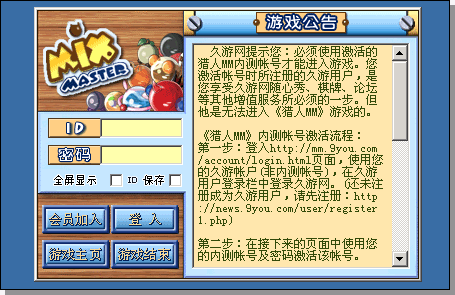 MiX
MASTER
游戏公告
久游网提示您：必须使用激活的
猎人MM内测帐号才能进入游戏。您
激活帐号时所注册的久游用户，是
您享受久游网随心秀、棋牌、论坛
等其他增值服务所必须的一步。但
他是无法进入《猎人MM》游戏的。
《猎人MM》内测帐号激活流程：
第一步：登入http://mm.9you.com
/account/login.html页面，使用您
的久游帐户(非内测帐号)，在久游
用户登录栏中登录久游网。(还未注
册成为久游用户，请先注册：http
://news.9you.com/user/register
1.php)
第二步：在接下来的页面中使用您
的内测帐号及密码激活该帐号。
ID
密码
全屏显示
ID 保存
会员加入
登 入
游戏主页
游戏结束